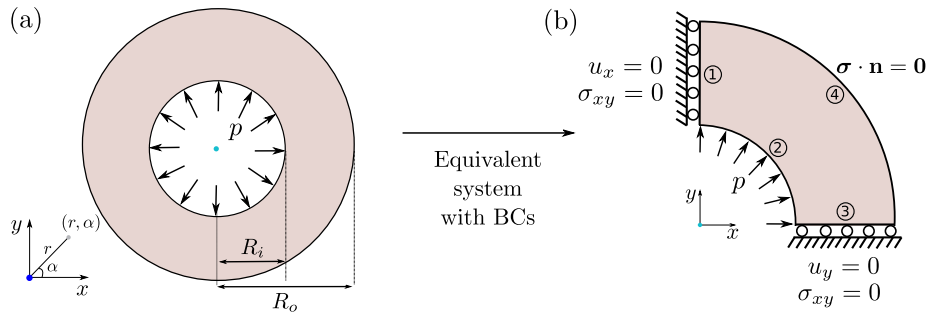 (a)
p
R_i
R_o
y
(r, α)
r
α
x
Equivalent
system
with BCs
(b)
u_x = 0
σ_xy = 0
①
σ · n = 0
④
②
p
③
y
x
u_y = 0
σ_xy = 0